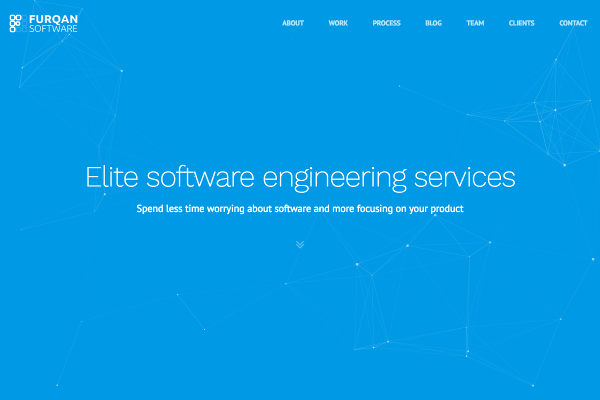 FURQAN
SOFTWARE
ABOUT WORK PROCESS BLOG TEAM CLIENTS CONTACT
Elite software engineering services
Spend less time worrying about software and more focusing on your product